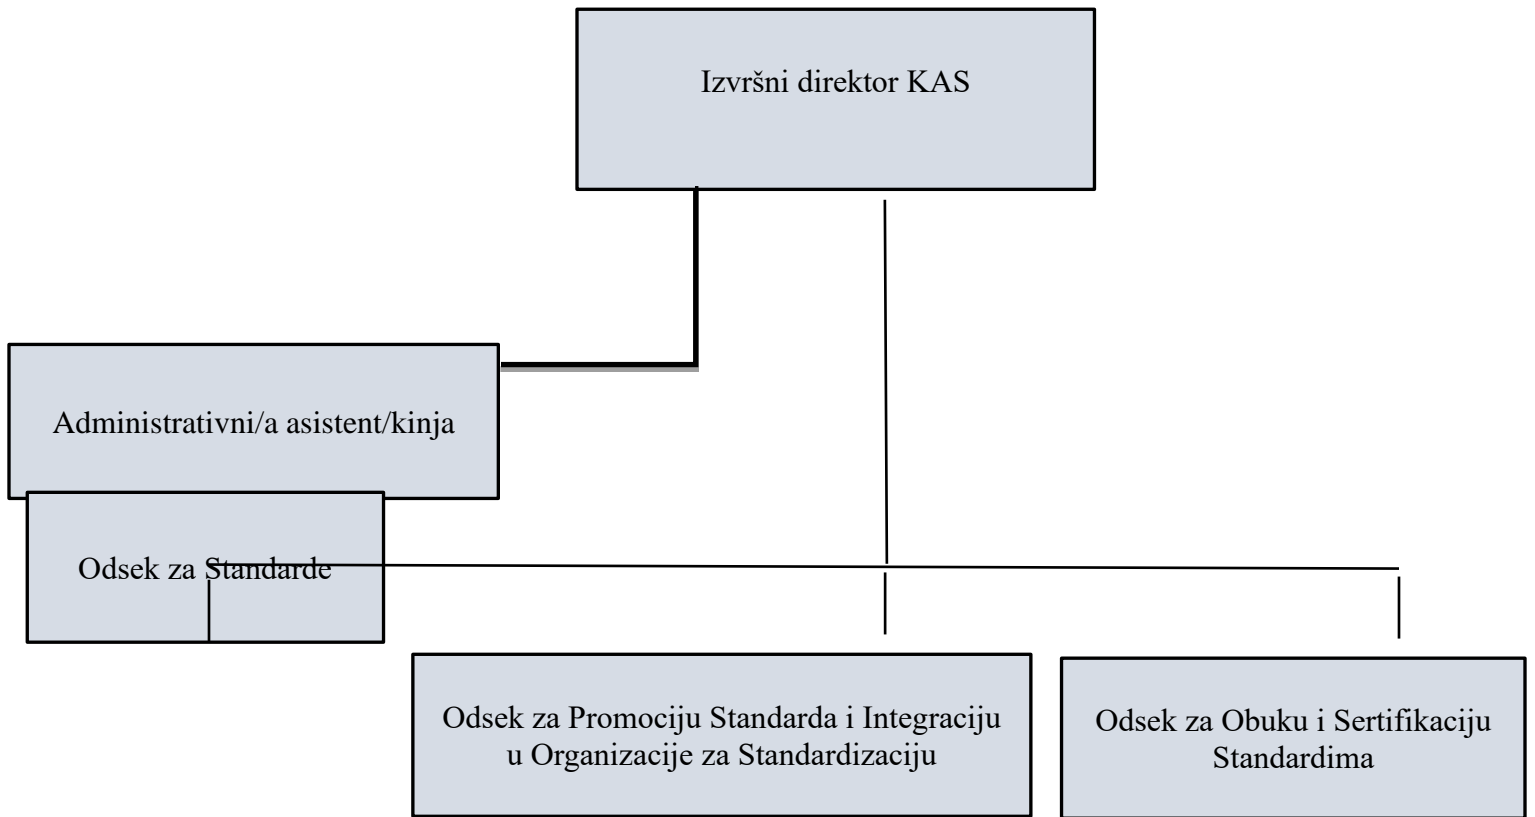 Izvršni direktor KAS
Administrativni/a asistent/kinja
Odsek za Standarde
Odsek za Promociju Standarda i Integraciju
u Organizacije za Standardizaciju
Odsek za Obuku i Sertifikaciju
Standardima